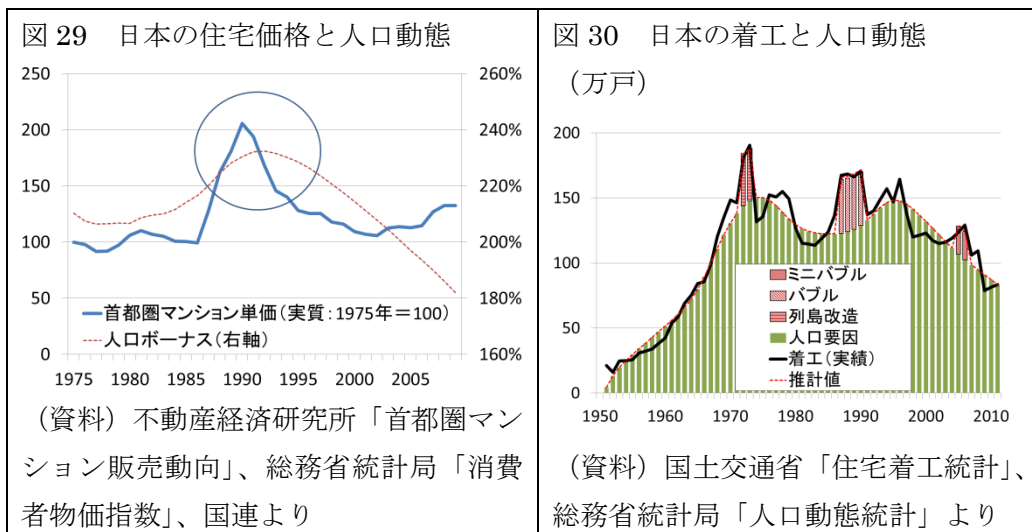 図 29　日本の住宅価格と人口動態
250
200
150
100
50
0
260%
240%
220%
200%
180%
160%
首都圏マンション単価（実質：1975年＝100）
人口ボーナス（右軸）
1975 1980 1985 1990 1995 2000 2005
（資料）不動産経済研究所「首都圏マン
ション販売動向」、総務省統計局「消費
者物価指数」、国連より
図 30　日本の着工と人口動態
（万戸）
200
150
100
50
0
ミニバブル
バブル
列島改造
人口要因
着工（実績）
推計値
1950 1960 1970 1980 1990 2000 2010
（資料）国土交通省「住宅着工統計」、
総務省統計局「人口動態統計」より